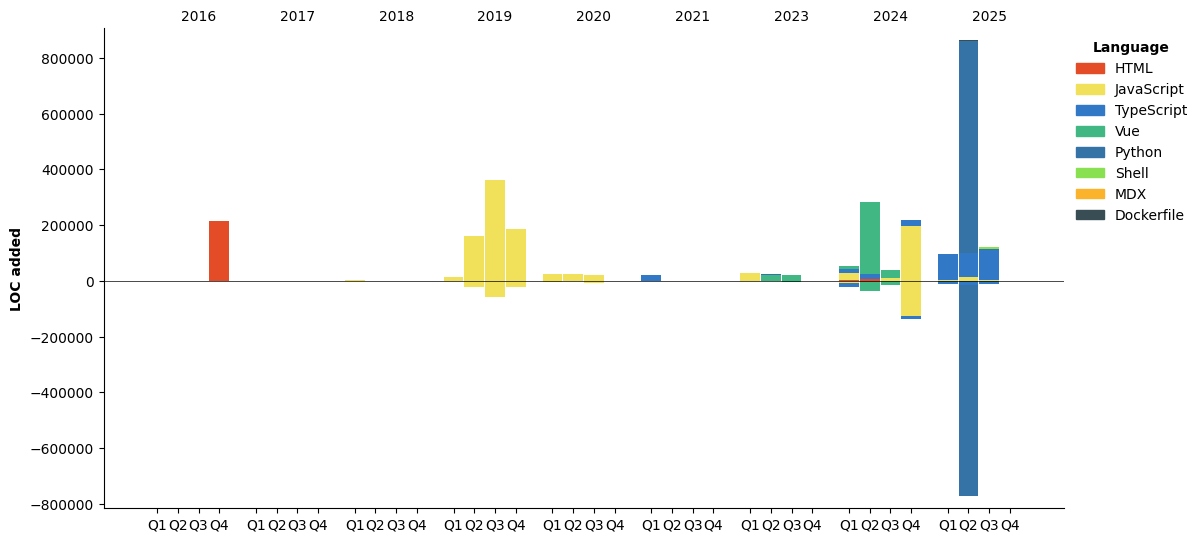 2016 2017 2018 2019 2020 2021 2023 2024 2025
Language
HTML
JavaScript
TypeScript
Vue
Python
Shell
MDX
Dockerfile
LOC added
800000
600000
400000
200000
0
−200000
−400000
−600000
−800000
Q1 Q2 Q3 Q4 Q1 Q2 Q3 Q4 Q1 Q2 Q3 Q4 Q1 Q2 Q3 Q4 Q1 Q2 Q3 Q4 Q1 Q2 Q3 Q4 Q1 Q2 Q3 Q4 Q1 Q2 Q3 Q4 Q1 Q2 Q3 Q4